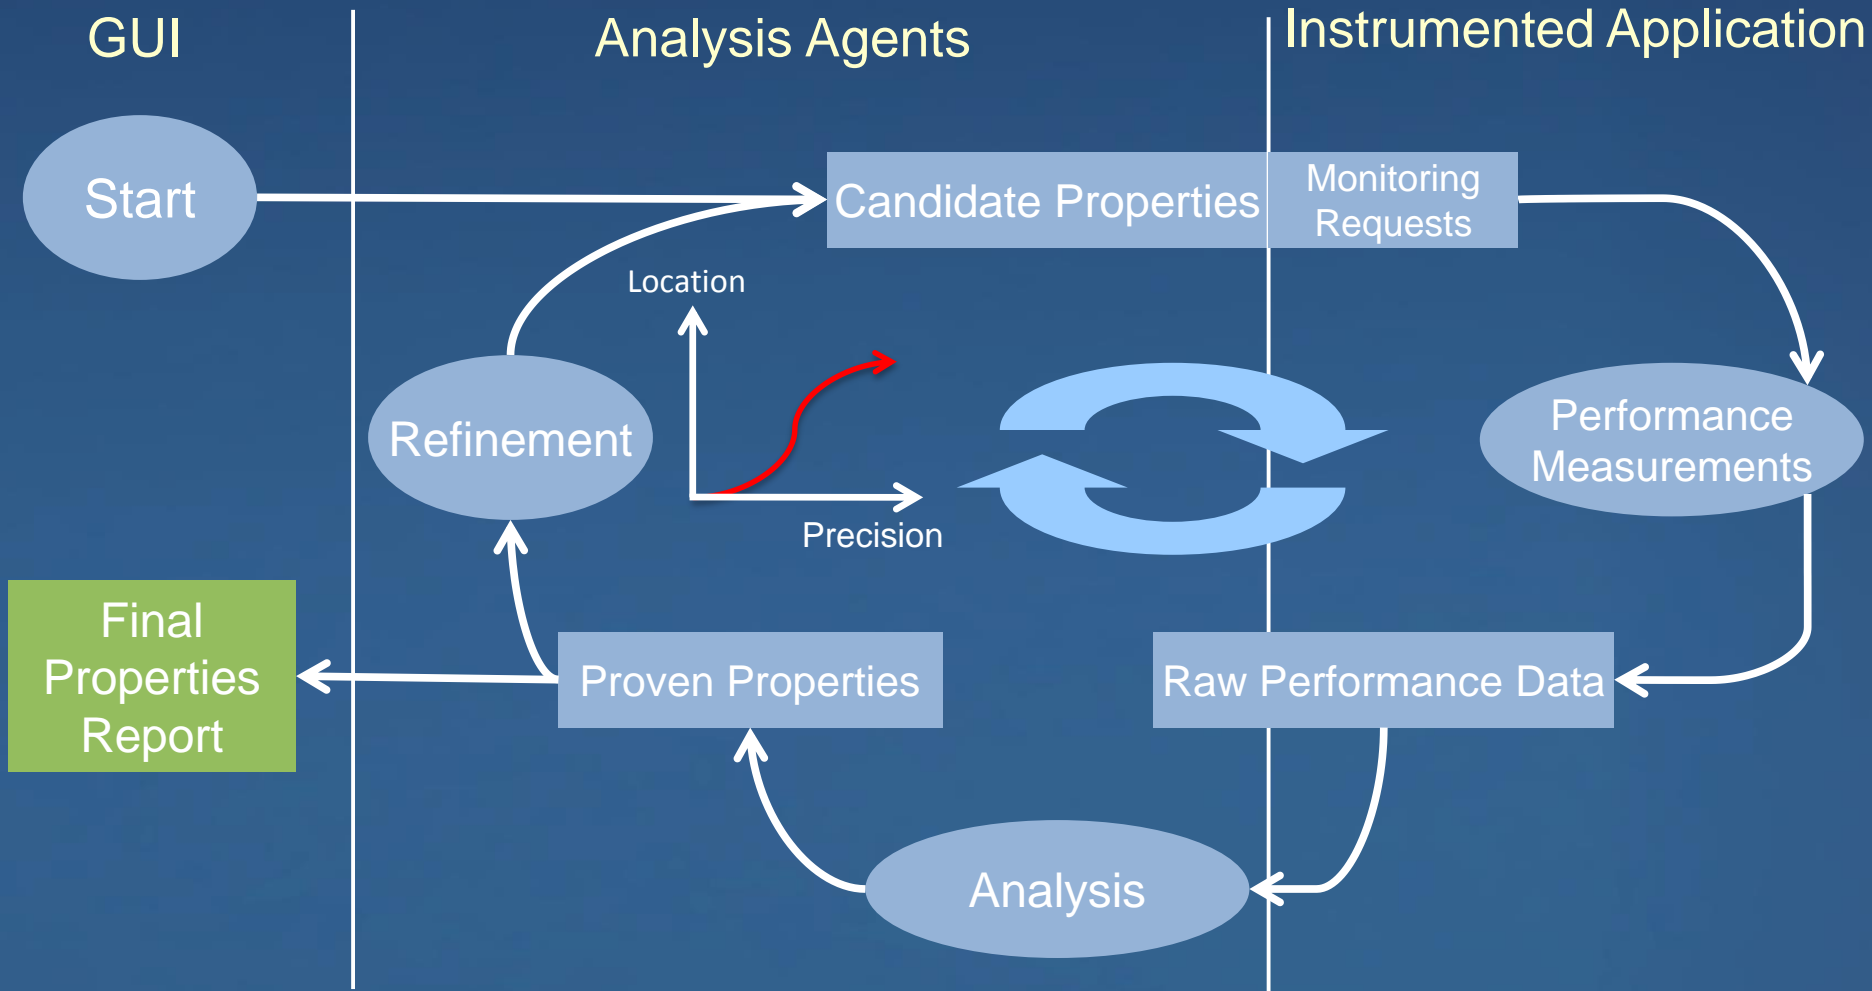 GUI
Analysis Agents
Instrumented Application
Start
Candidate Properties
Monitoring
Requests
Location
Refinement
Performance
Measurements
Precision
Final
Properties
Report
Proven Properties
Raw Performance Data
Analysis